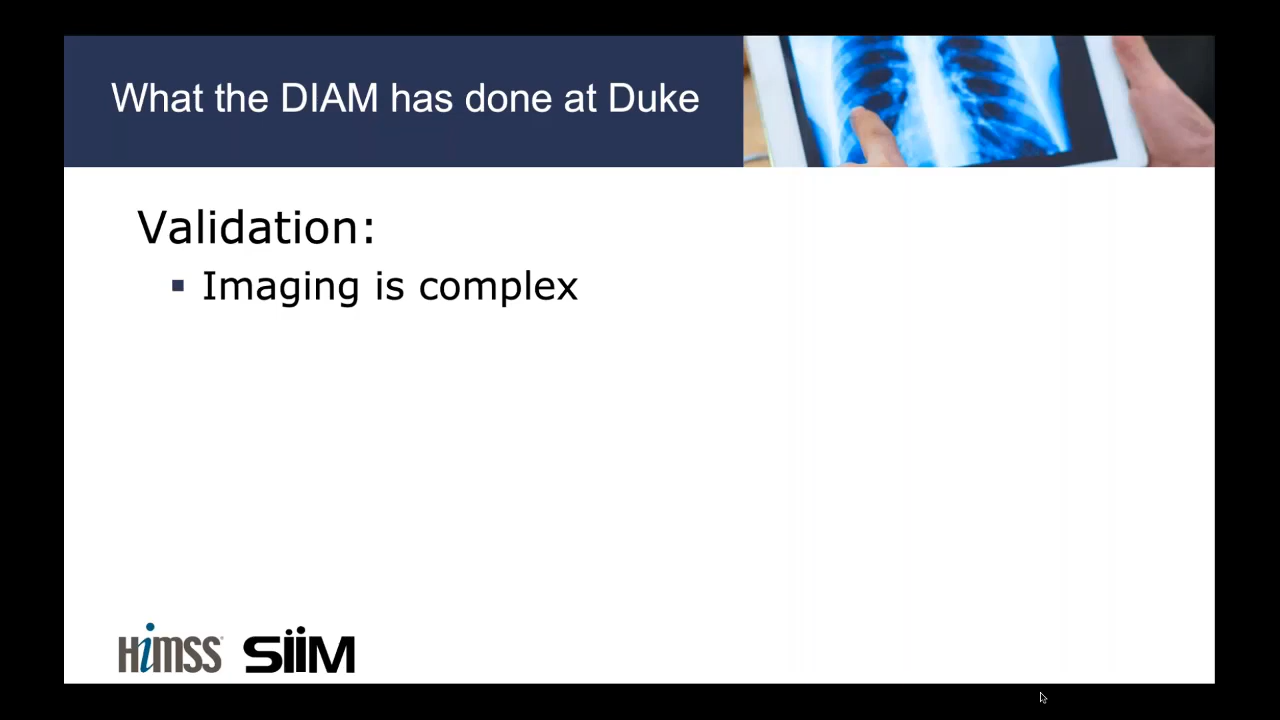 What the DIAM has done at Duke
Validation:
Imaging is complex
HiMSS SiiM